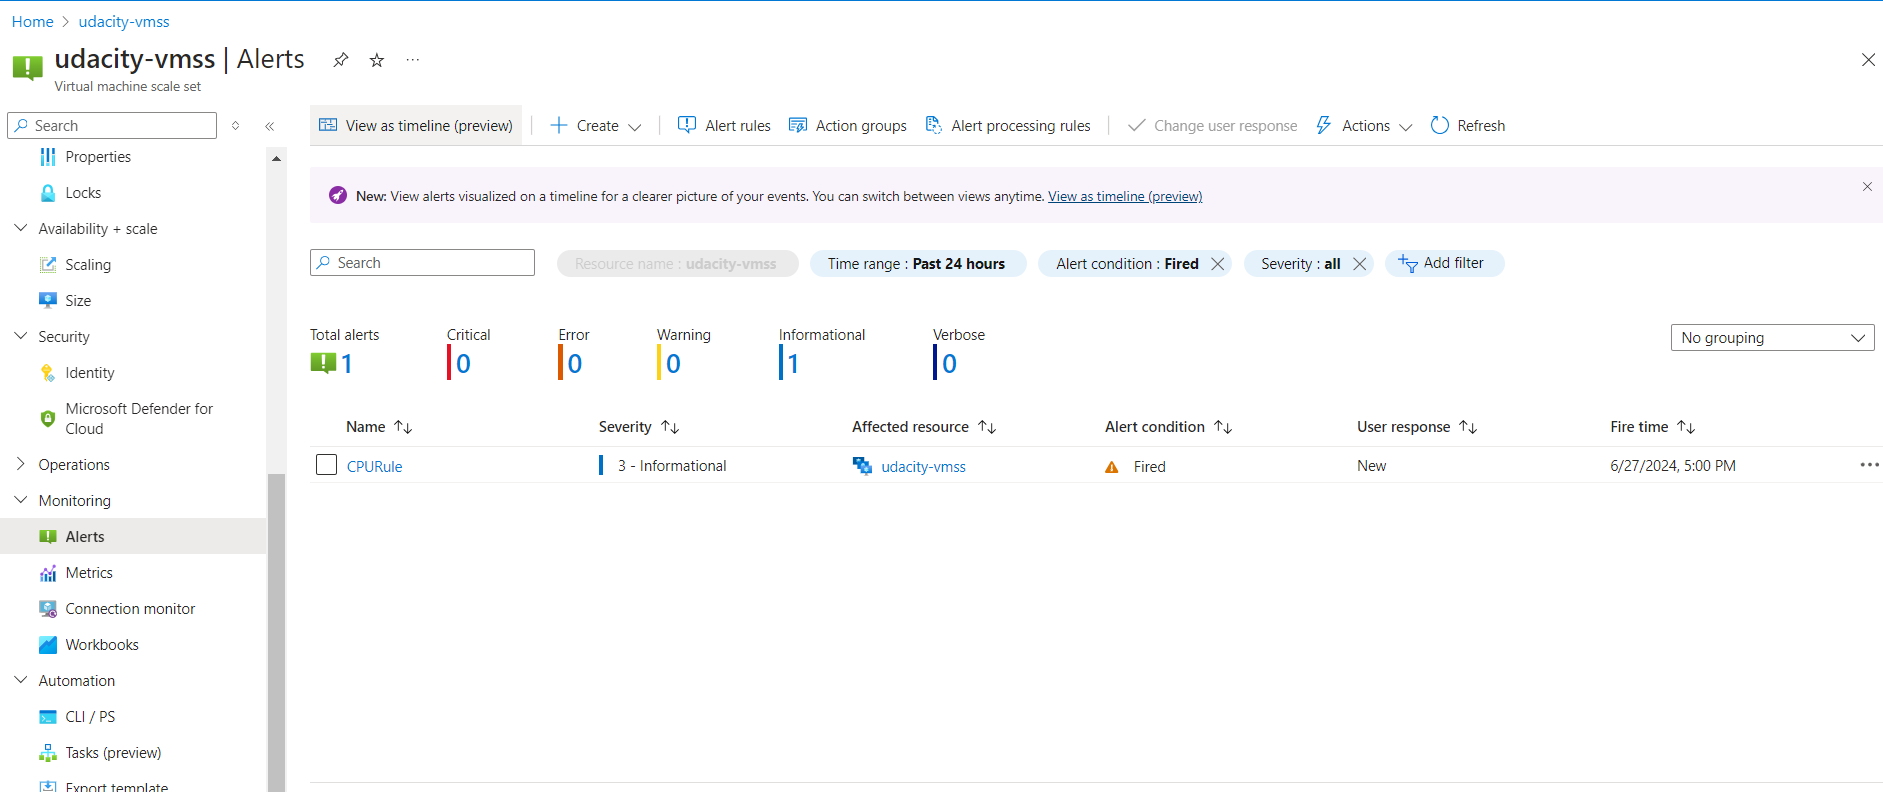 Home > udacity-vmss
udacity-vmss | Alerts
Virtual machine scale set
Search
Properties
Locks
Availability + scale
Scaling
Size
Security
Identity
Microsoft Defender for
Cloud
Operations
Monitoring
Alerts
Metrics
Connection monitor
Workbooks
Automation
CLI / PS
Tasks (preview)
Export template
View as timeline (preview) Create Alert rules Action groups Alert processing rules Change user response Actions Refresh
New: View alerts visualized on a timeline for a clearer picture of your events. You can switch between views anytime. View as timeline (preview)
Search Resource name : udacity-vmss Time range : Past 24 hours Alert condition : Fired Severity : all Add filter
Total alerts Critical Error Warning Informational Verbose
1 0 0 0 1 0
No grouping
Name Severity Affected resource Alert condition User response Fire time
CPURule 3 - Informational udacity-vmss Fired New 6/27/2024, 5:00 PM